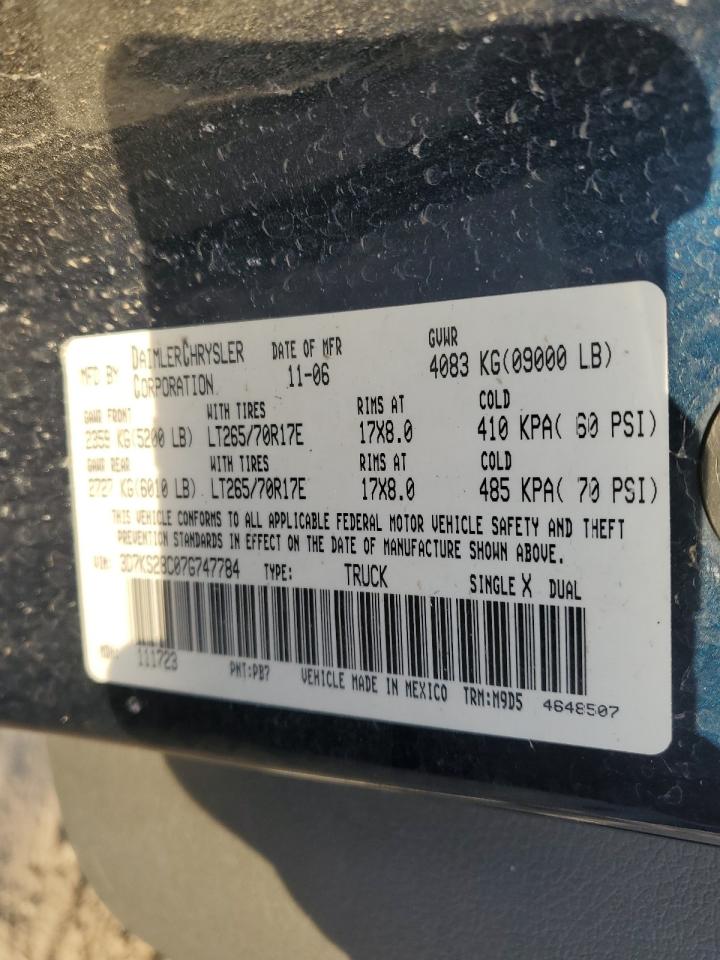 MFD BY DAIMLERCHRYSLER CORPORATION DATE OF MFR 11-06 GVWR 4083 KG(09000 LB)
GAWR FRONT WITH TIRES RIMS AT COLD
2359 KG(5200 LB) LT265/70R17E 17X8.0 410 KPA( 60 PSI)
GAWR REAR WITH TIRES RIMS AT COLD
2727 KG(6010 LB) LT265/70R17E 17X8.0 485 KPA( 70 PSI)
THIS VEHICLE CONFORMS TO ALL APPLICABLE FEDERAL MOTOR VEHICLE SAFETY AND THEFT
PREVENTION STANDARDS IN EFFECT ON THE DATE OF MANUFACTURE SHOWN ABOVE.
VIN: 3D7KS28C07G747784 TYPE: TRUCK SINGLE X DUAL
MDH: 111723 PNT:PB7 VEHICLE MADE IN MEXICO TRM:M9D5 4648507